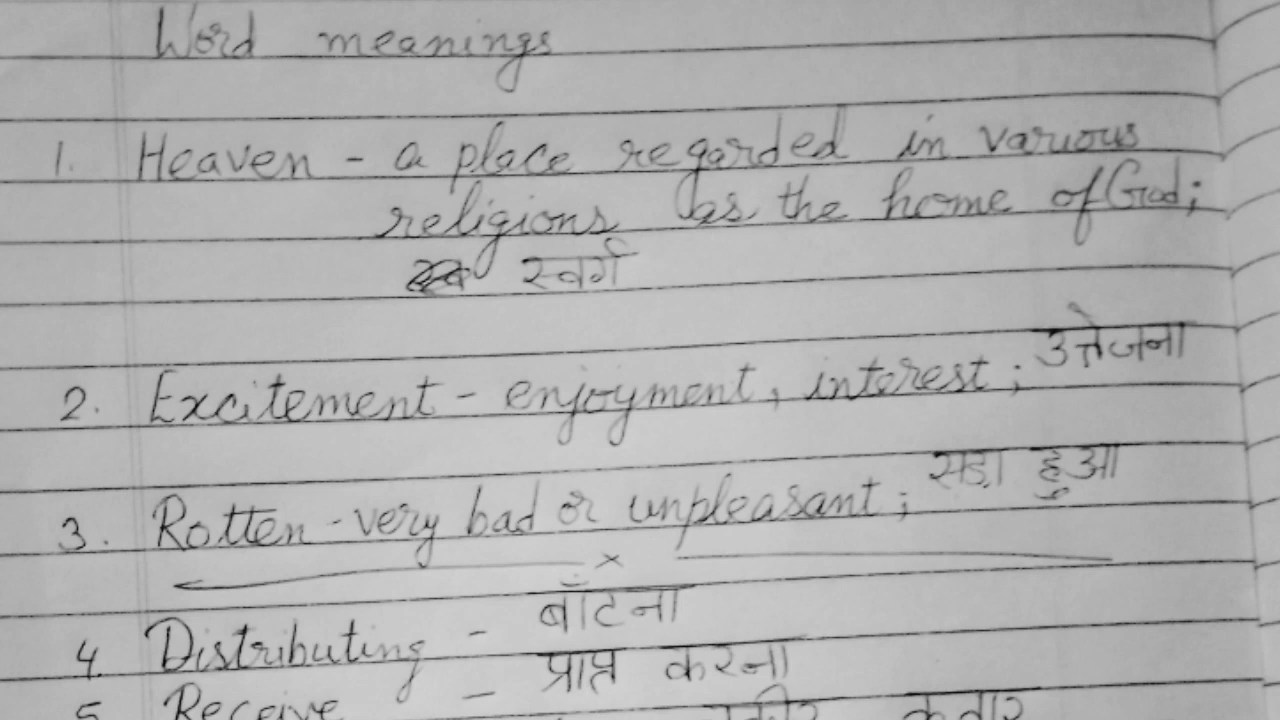 Word meanings
1. Heaven - a place regarded in various
religions as the home of God;
स्वर्ग
2. Excitement - enjoyment, interest; उत्तेजना
3. Rotten - very bad or unpleasant; सड़ा हुआ
x
4. Distributing - बाँटना
5. Receive - प्राप्त करना
कतार